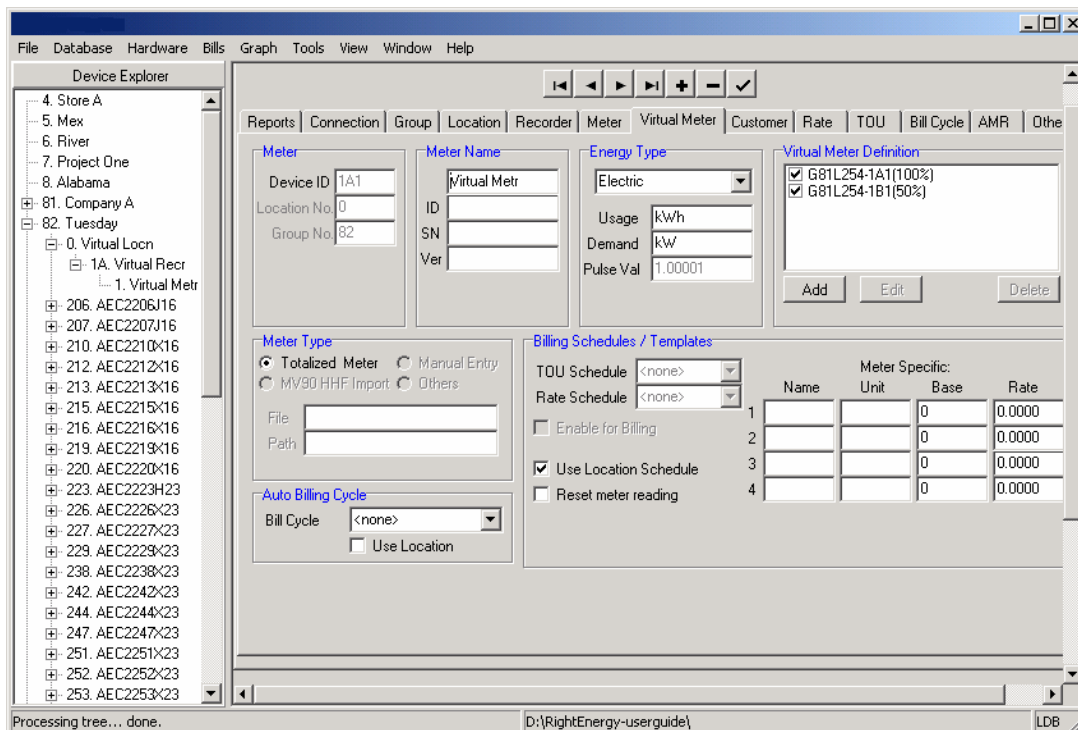 File Database Hardware Bills Graph Tools View Window Help
Device Explorer
4. Store A
5. Mex
6. River
7. Project One
8. Alabama
81. Company A
82. Tuesday
0. Virtual Locn
1A. Virtual Recr
1. Virtual Metr
206. AEC2206J16
207. AEC2207J16
210. AEC2210X16
212. AEC2212X16
213. AEC2213X16
215. AEC2215X16
216. AEC2216X16
219. AEC2219X16
220. AEC2220X16
223. AEC2223H23
226. AEC2226X23
227. AEC2227X23
229. AEC2229X23
238. AEC2238X23
242. AEC2242X23
244. AEC2244X23
247. AEC2247X23
251. AEC2251X23
252. AEC2252X23
253. AEC2253X23
Reports Connection Group Location Recorder Meter Virtual Meter Customer Rate TOU Bill Cycle AMR Othe
Meter
Device ID 1A1
Location No. 0
Group No. 82
Meter Name
Virtual Metr
ID
SN
Ver
Energy Type
Electric
Usage kWh
Demand kW
Pulse Val 1.00001
Virtual Meter Definition
G81L254-1A1(100%)
G81L254-1B1(50%)
Add Edit Delete
Meter Type
Totalized Meter Manual Entry
MV90 HHF Import Others
File
Path
Auto Billing Cycle
Bill Cycle <none>
Use Location
Billing Schedules / Templates
TOU Schedule <none>
Rate Schedule <none>
Enable for Billing
Use Location Schedule
Reset meter reading
Meter Specific:
Name Unit Base Rate
1 0 0.0000
2 0 0.0000
3 0 0.0000
4 0 0.0000
Processing tree... done. D:\RightEnergy-userguide\ LDB